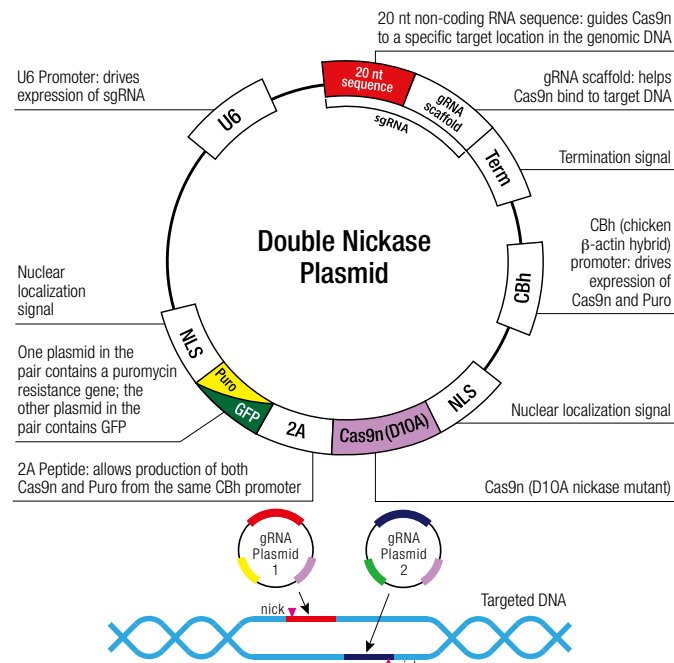 20 nt non-coding RNA sequence: guides Cas9n
to a specific target location in the genomic DNA
U6 Promoter: drives
expression of sgRNA
gRNA scaffold: helps
Cas9n bind to target DNA
20 nt
sequence
gRNA
scaffold
sgRNA
U6
Term
Termination signal
Double Nickase
Plasmid
CBh (chicken
β-actin hybrid)
promoter: drives
expression of
Cas9n and Puro
CBh
Nuclear
localization
signal
NLS
One plasmid in the
pair contains a puromycin
resistance gene; the
other plasmid in the
pair contains GFP
Puro
GFP
2A
Cas9n (D10A)
NLS
Nuclear localization signal
2A Peptide: allows production of both
Cas9n and Puro from the same CBh promoter
Cas9n (D10A nickase mutant)
gRNA
Plasmid
1
gRNA
Plasmid
2
nick
Targeted DNA